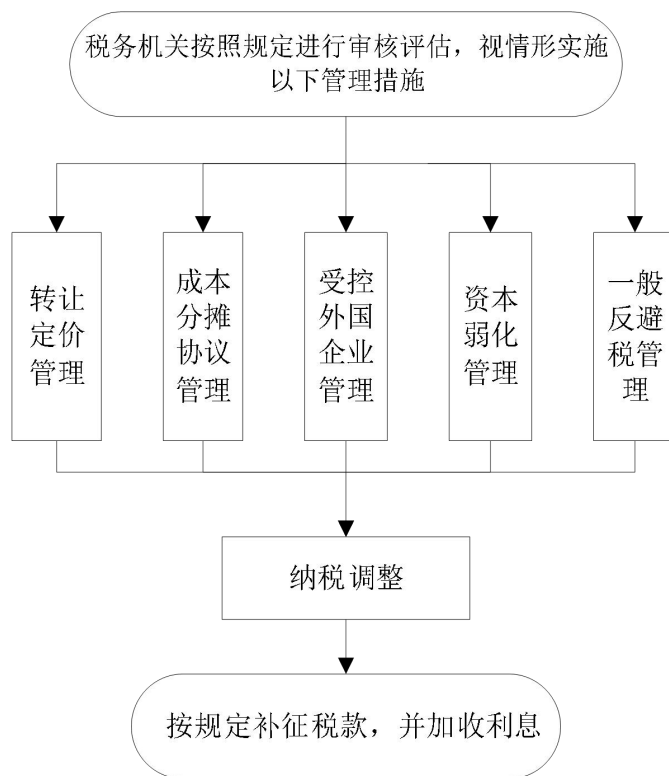 税务机关按照规定进行审核评估，视情形实施
以下管理措施
转让
定价
管理
成本
分摊
协议
管理
受控
外国
企业
管理
资本
弱化
管理
一般
反避
税管
理
纳税调整
按规定补征税款，并加收利息